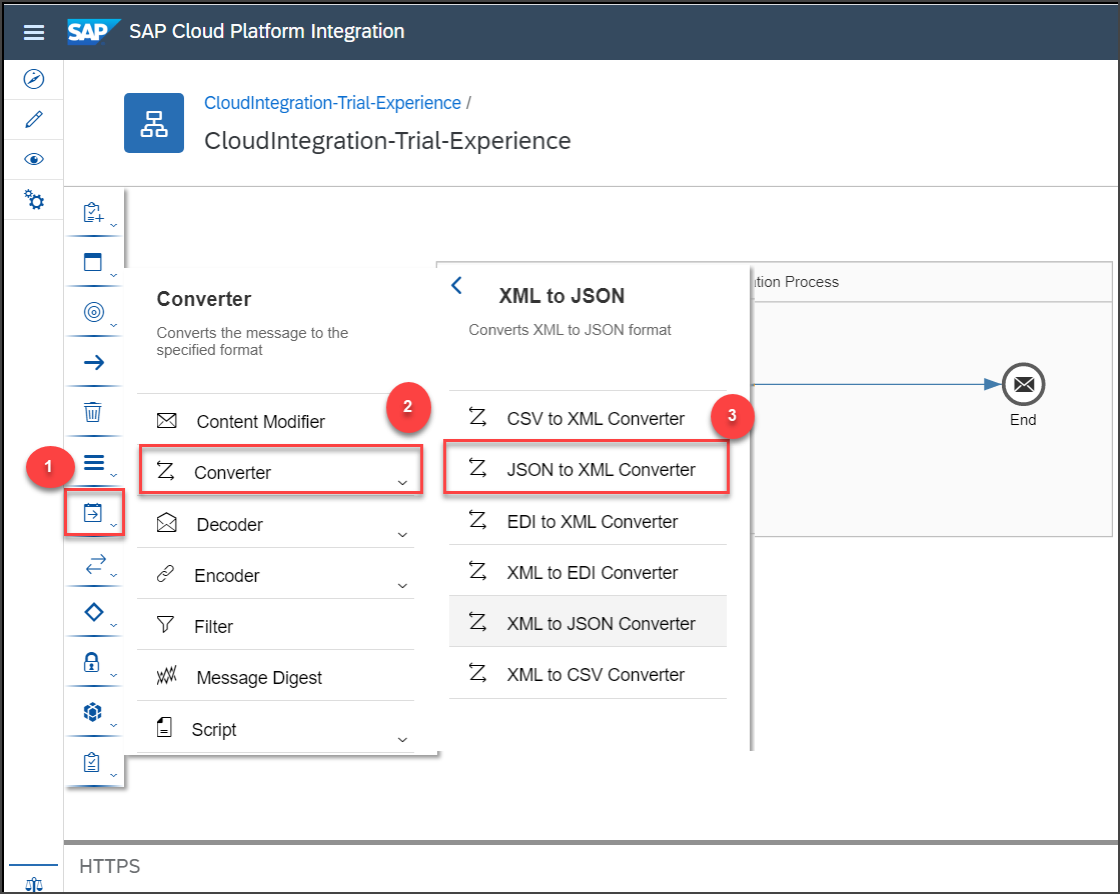 SAP SAP Cloud Platform Integration
CloudIntegration-Trial-Experience /
CloudIntegration-Trial-Experience
Converter
Converts the message to the
specified format
Content Modifier
2
Converter
1
Decoder
Encoder
Filter
Message Digest
Script
XML to JSON
Converts XML to JSON format
CSV to XML Converter
3
JSON to XML Converter
EDI to XML Converter
XML to EDI Converter
XML to JSON Converter
XML to CSV Converter
tion Process
End
HTTPS